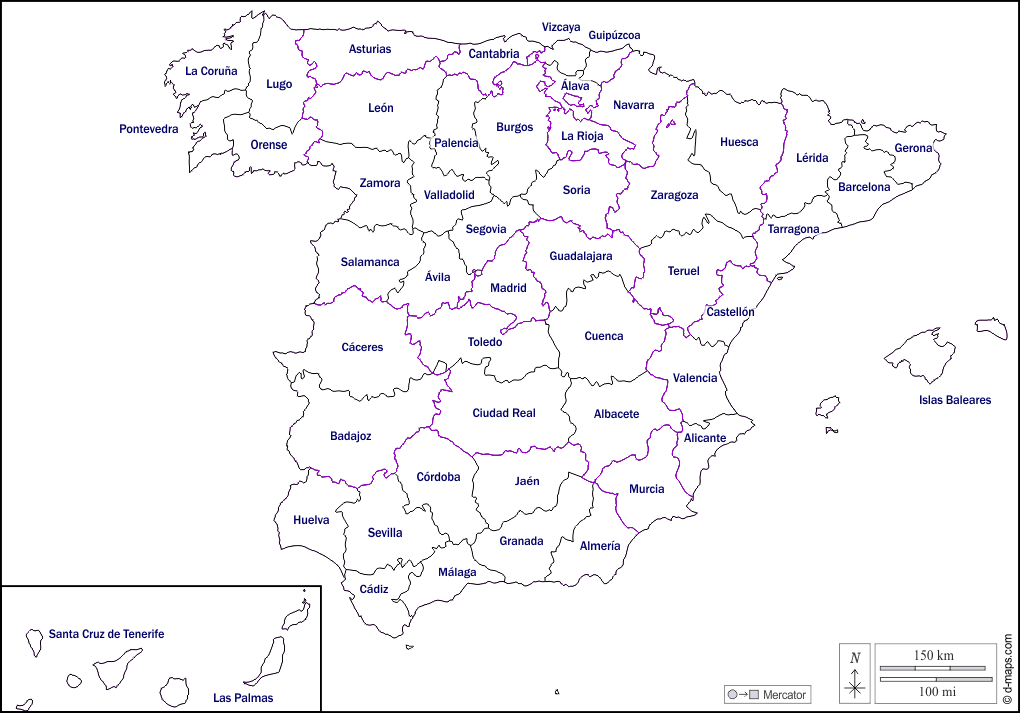 Vizcaya
Guipúzcoa
Asturias
Cantabria
La Coruña
Lugo
Álava
León
Navarra
Pontevedra
Burgos
La Rioja
Orense
Palencia
Huesca
Gerona
Lérida
Zamora
Barcelona
Soria
Valladolid
Zaragoza
Segovia
Tarragona
Guadalajara
Salamanca
Teruel
Ávila
Madrid
Castellón
Cuenca
Toledo
Cáceres
Valencia
Islas Baleares
Ciudad Real
Albacete
Badajoz
Alicante
Córdoba
Jaén
Murcia
Huelva
Sevilla
Granada
Almería
Málaga
Cádiz
Santa Cruz de Tenerife
Las Palmas
N
150 km
100 mi
Mercator
© d-maps.com